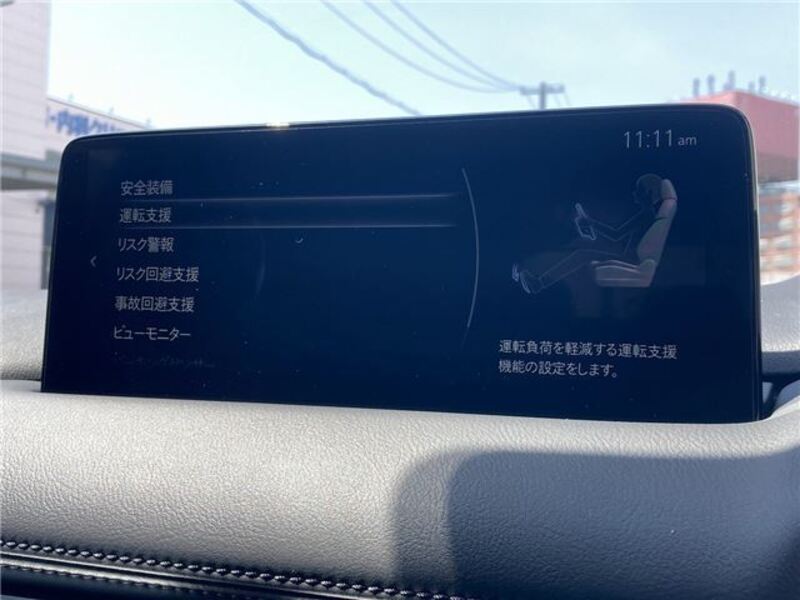 11:11am
安全装備
運転支援
リスク警報
リスク回避支援
事故回避支援
ビューモニター
運転負荷を軽減する運転支援
機能の設定をします。